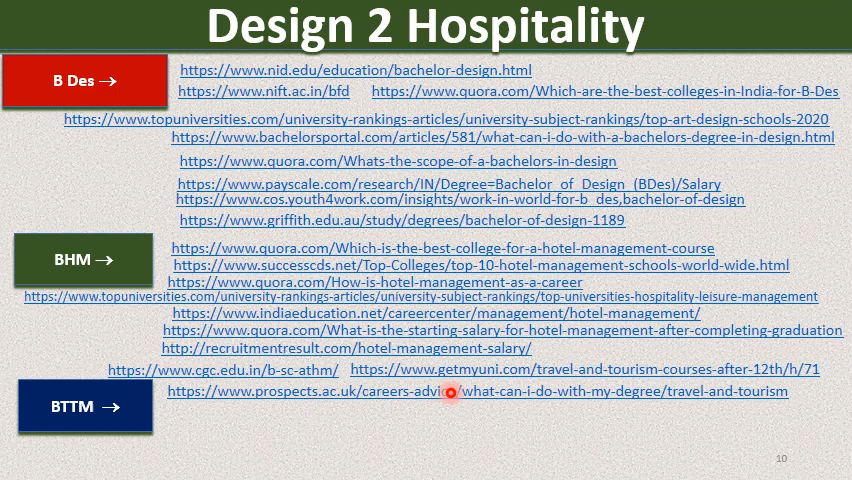 Design 2 Hospitality
B Des →
https://www.nid.edu/education/bachelor-design.html
https://www.nift.ac.in/bfd https://www.quora.com/Which-are-the-best-colleges-in-India-for-B-Des
https://www.topuniversities.com/university-rankings-articles/university-subject-rankings/top-art-design-schools-2020
https://www.bachelorsportal.com/articles/581/what-can-i-do-with-a-bachelors-degree-in-design.html
https://www.quora.com/Whats-the-scope-of-a-bachelors-in-design
https://www.payscale.com/research/IN/Degree=Bachelor_of_Design_(BDes)/Salary
https://www.cos.youth4work.com/insights/work-in-world-for-b_des,bachelor-of-design
https://www.griffith.edu.au/study/degrees/bachelor-of-design-1189
BHM →
https://www.quora.com/Which-is-the-best-college-for-a-hotel-management-course
https://www.successcds.net/Top-Colleges/top-10-hotel-management-schools-world-wide.html
https://www.quora.com/How-is-hotel-management-as-a-career
https://www.topuniversities.com/university-rankings-articles/university-subject-rankings/top-universities-hospitality-leisure-management
https://www.indiaeducation.net/careercenter/management/hotel-management/
https://www.quora.com/What-is-the-starting-salary-for-hotel-management-after-completing-graduation
http://recruitmentresult.com/hotel-management-salary/
https://www.cgc.edu.in/b-sc-athm/ https://www.getmyuni.com/travel-and-tourism-courses-after-12th/h/71
BTTM →
https://www.prospects.ac.uk/careers-advice/what-can-i-do-with-my-degree/travel-and-tourism
10